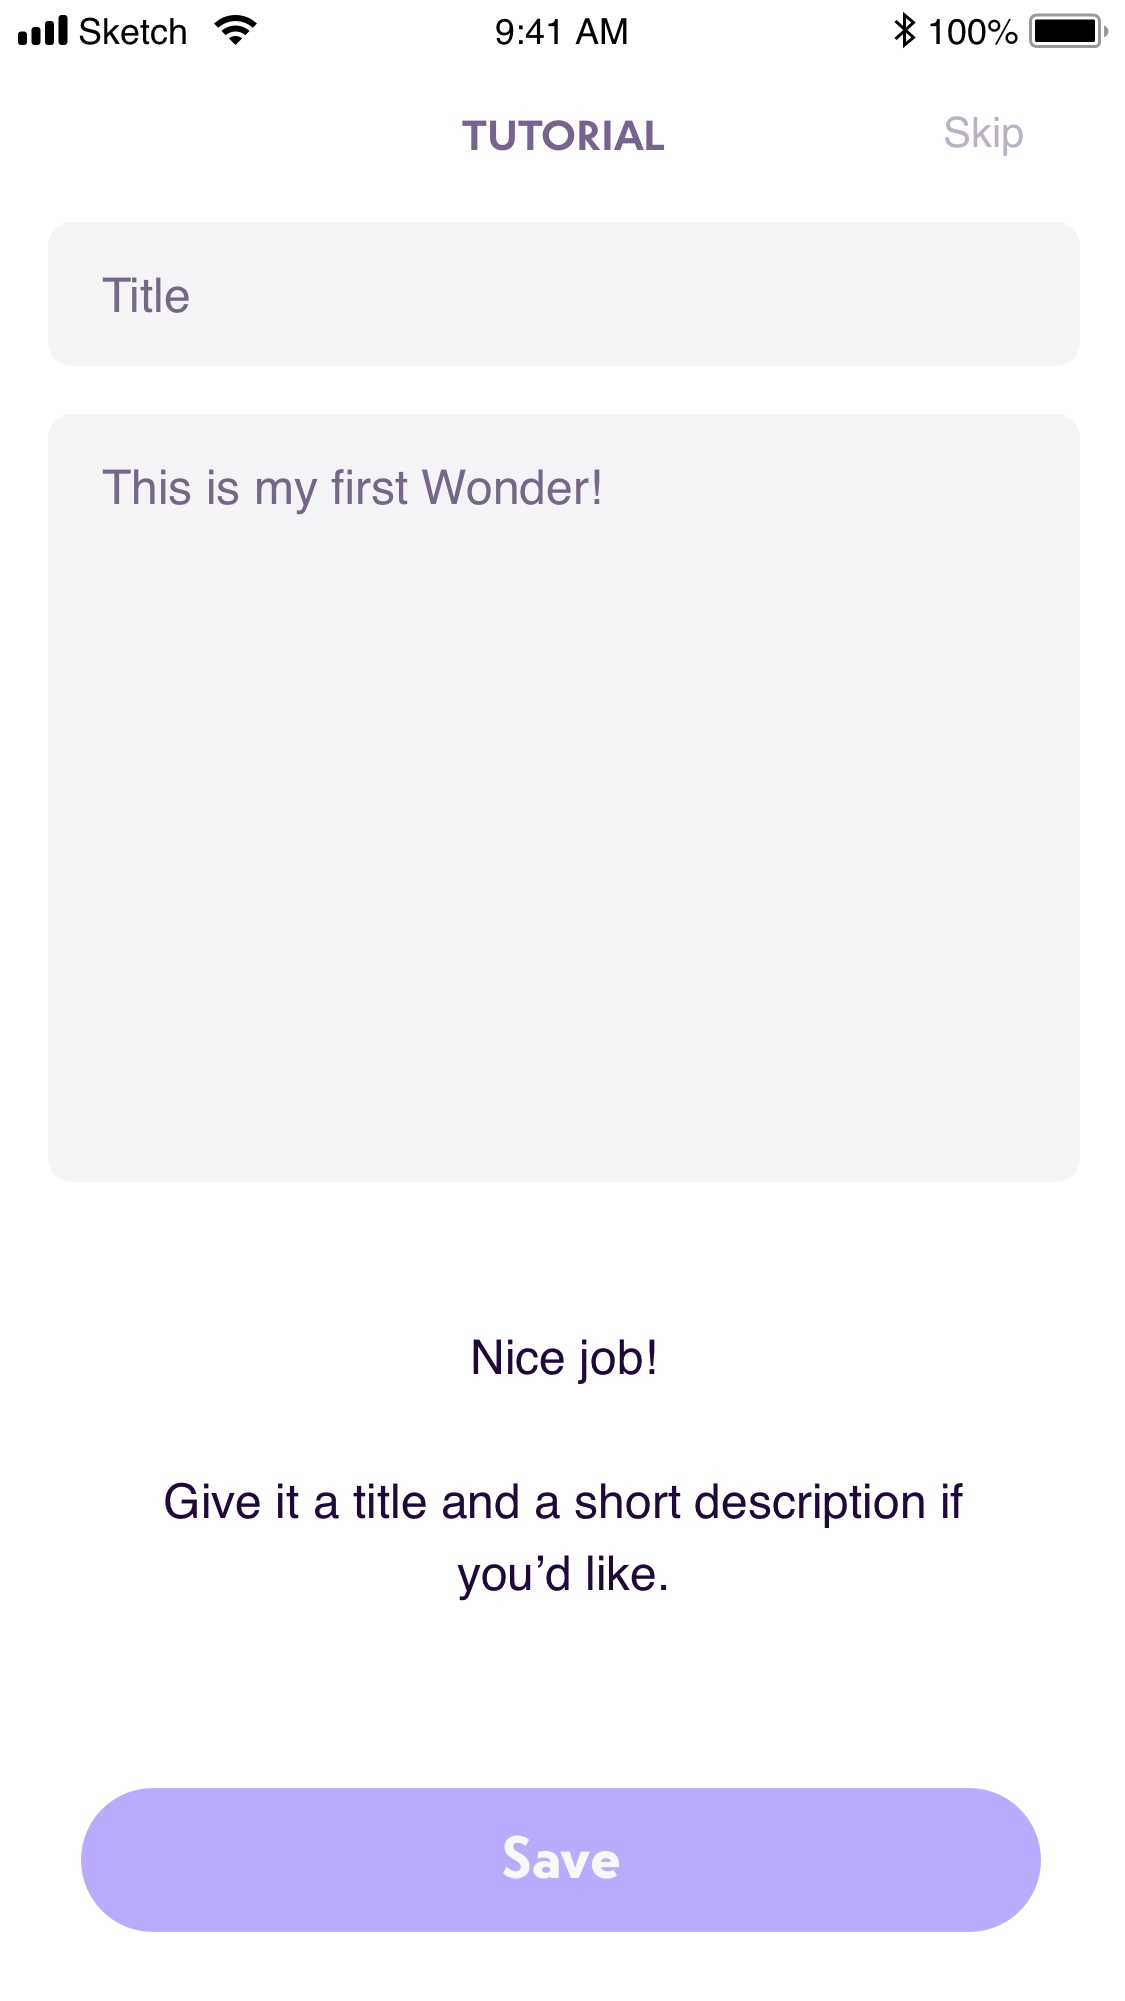 Sketch 9:41 AM 100%
TUTORIAL Skip
Title
This is my first Wonder!
Nice job!
Give it a title and a short description if
you’d like.
Save